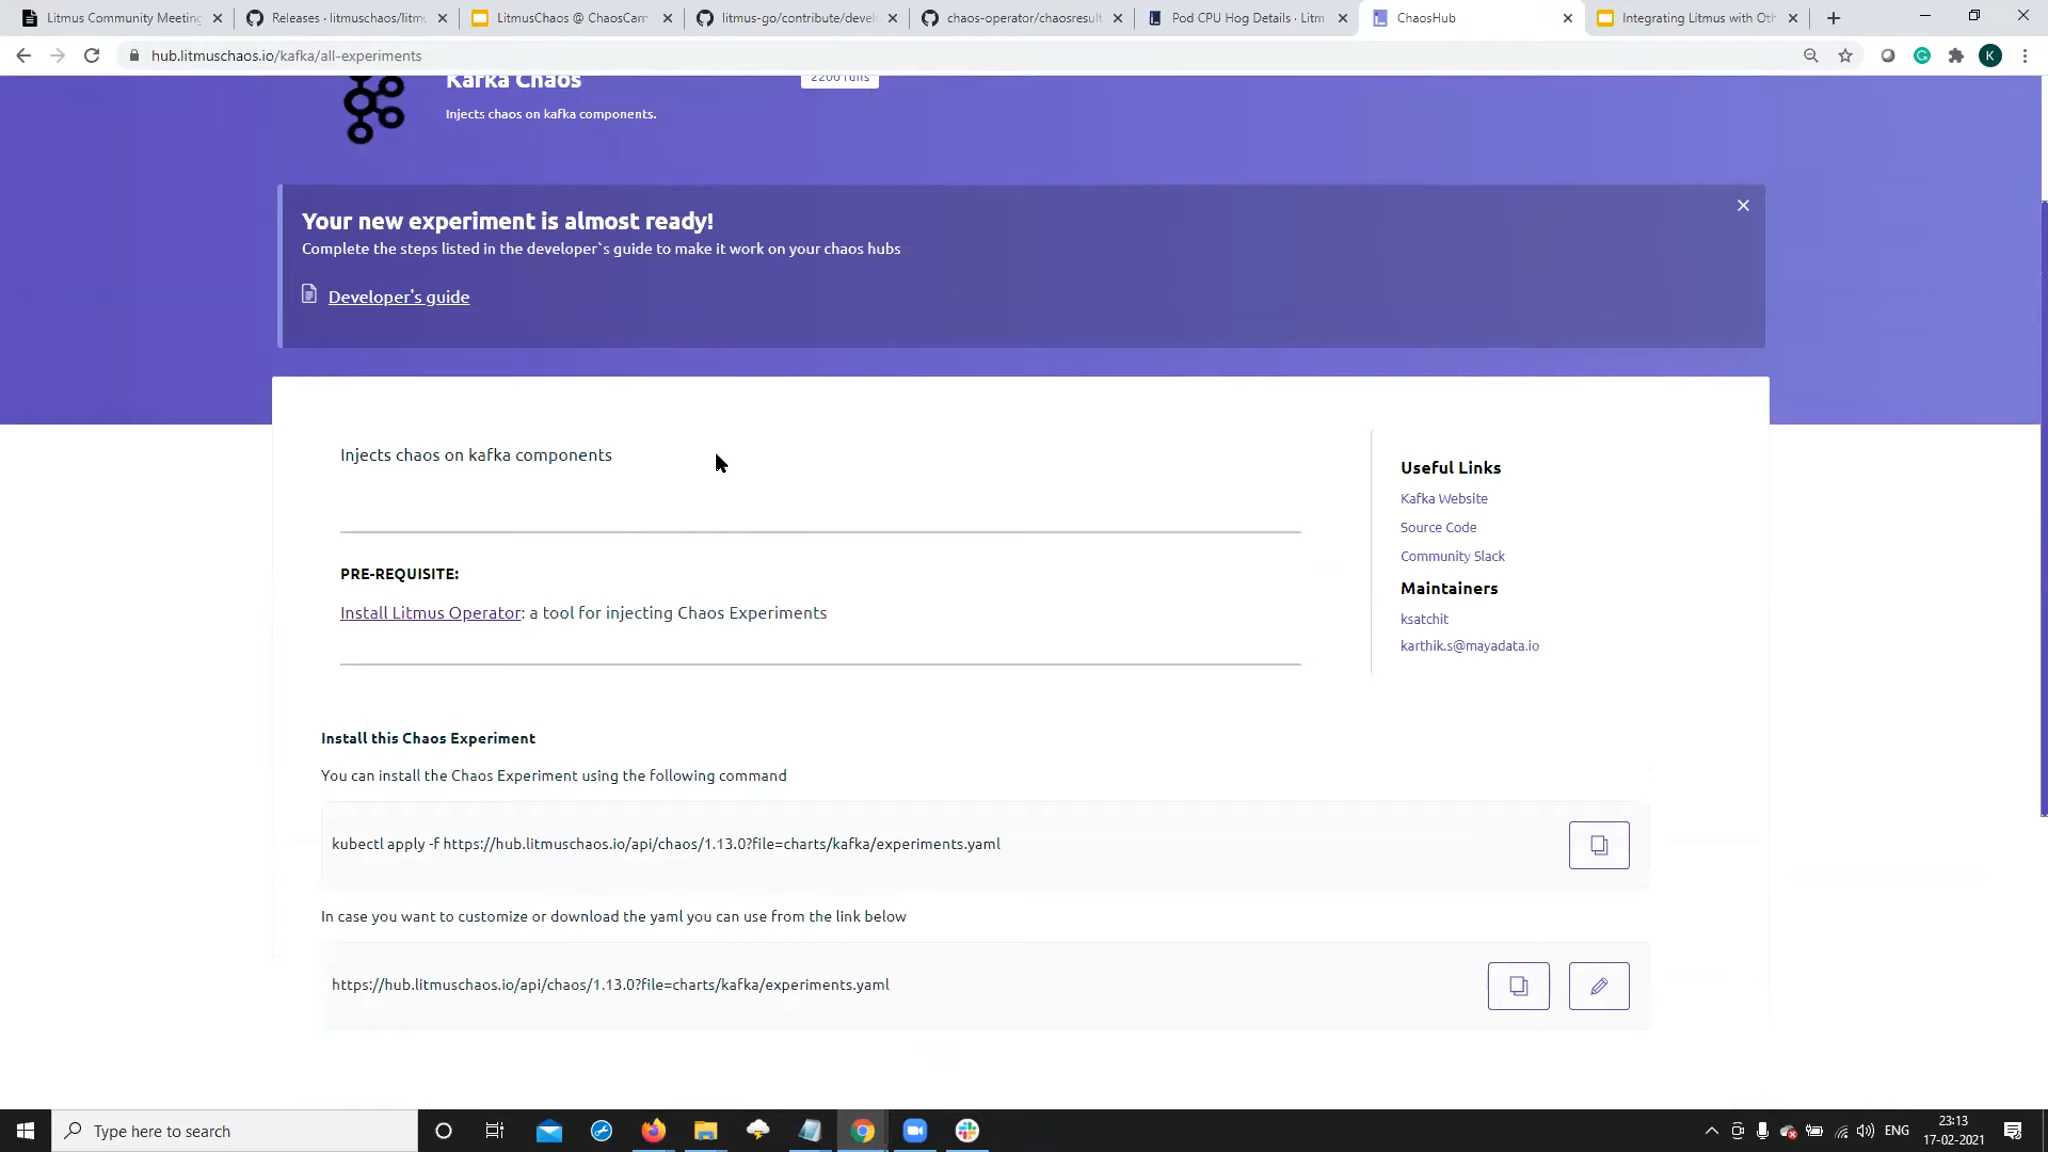 Litmus Community Meeting
Releases · litmuschaos/litm
LitmusChaos @ ChaosCarn
litmus-go/contribute/devel
chaos-operator/chaosresult
Pod CPU Hog Details · Litm
ChaosHub
Integrating Litmus with Oth
hub.litmuschaos.io/kafka/all-experiments
K
Kafka Chaos
2200 runs
Injects chaos on kafka components.
Your new experiment is almost ready!
Complete the steps listed in the developer`s guide to make it work on your chaos hubs
Developer's guide
Injects chaos on kafka components
Useful Links
Kafka Website
Source Code
Community Slack
PRE-REQUISITE:
Maintainers
Install Litmus Operator: a tool for injecting Chaos Experiments
ksatchit
karthik.s@mayadata.io
Install this Chaos Experiment
You can install the Chaos Experiment using the following command
kubectl apply -f https://hub.litmuschaos.io/api/chaos/1.13.0?file=charts/kafka/experiments.yaml
In case you want to customize or download the yaml you can use from the link below
https://hub.litmuschaos.io/api/chaos/1.13.0?file=charts/kafka/experiments.yaml
Type here to search
ENG
23:13
17-02-2021